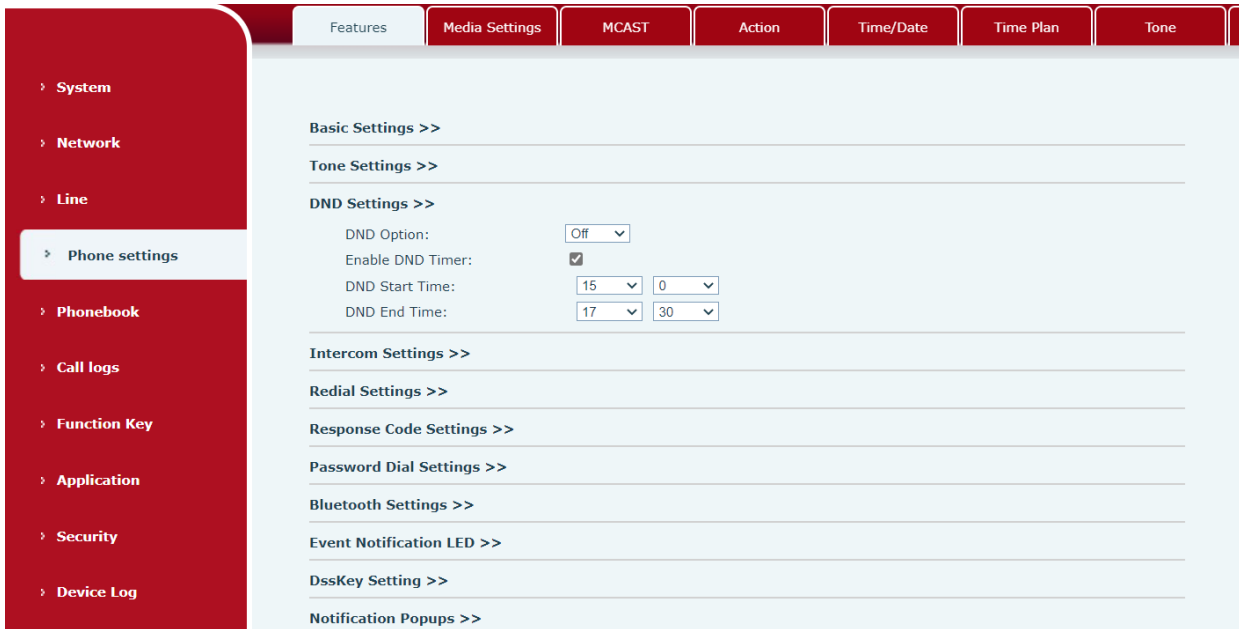 Features Media Settings MCAST Action Time/Date Time Plan Tone
System
Network
Line
Phone settings
Phonebook
Call logs
Function Key
Application
Security
Device Log
Basic Settings >>
Tone Settings >>
DND Settings >>
DND Option: Off
Enable DND Timer:
DND Start Time: 15 0
DND End Time: 17 30
Intercom Settings >>
Redial Settings >>
Response Code Settings >>
Password Dial Settings >>
Bluetooth Settings >>
Event Notification LED >>
DssKey Setting >>
Notification Popups >>